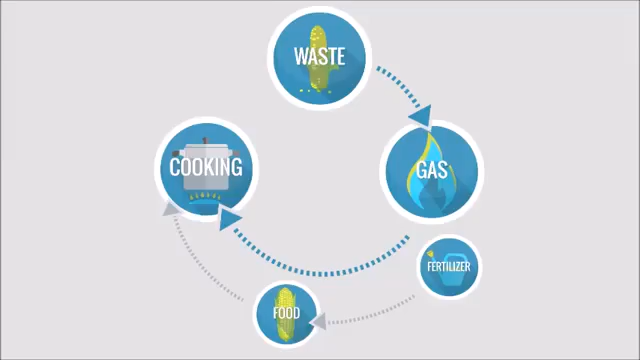 WASTE
COOKING
GAS
FERTILIZER
FOOD